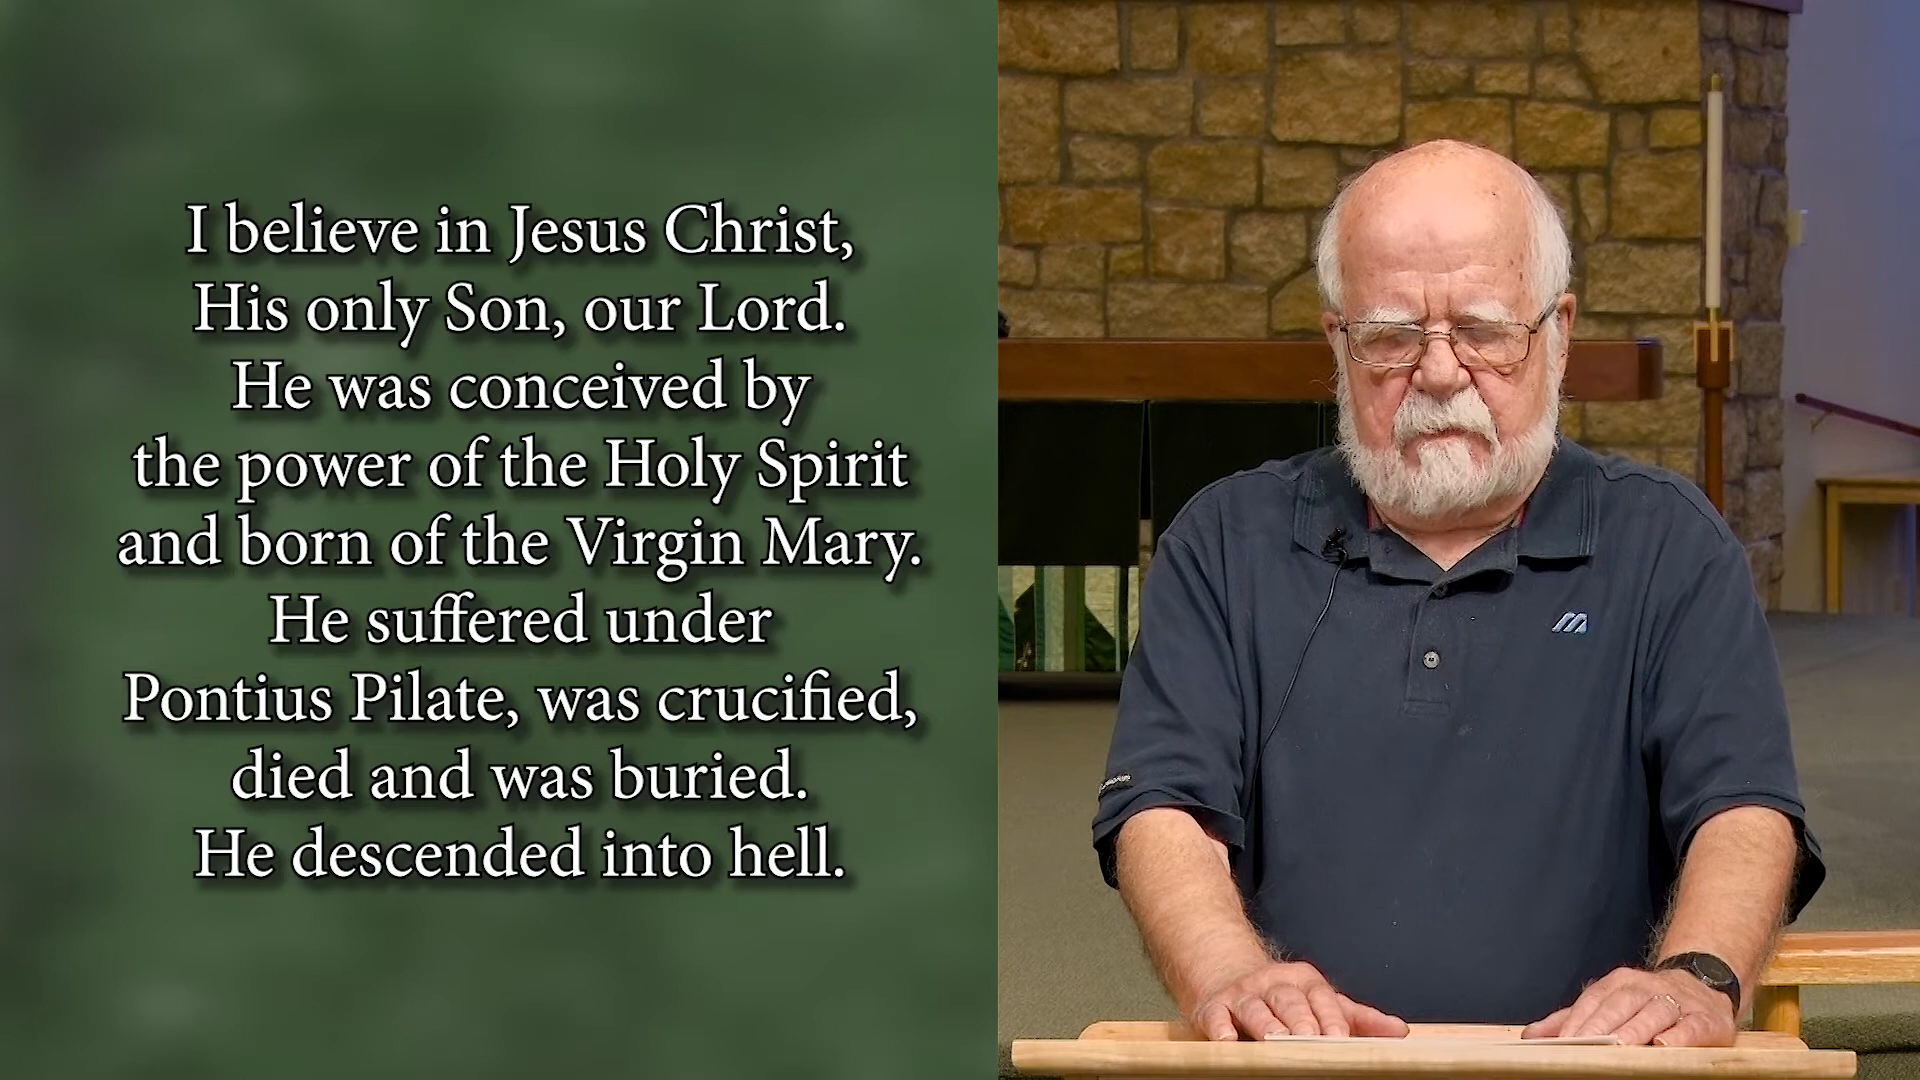 I believe in Jesus Christ,
His only Son, our Lord.
He was conceived by
the power of the Holy Spirit
and born of the Virgin Mary.
He suffered under
Pontius Pilate, was crucified,
died and was buried.
He descended into hell.